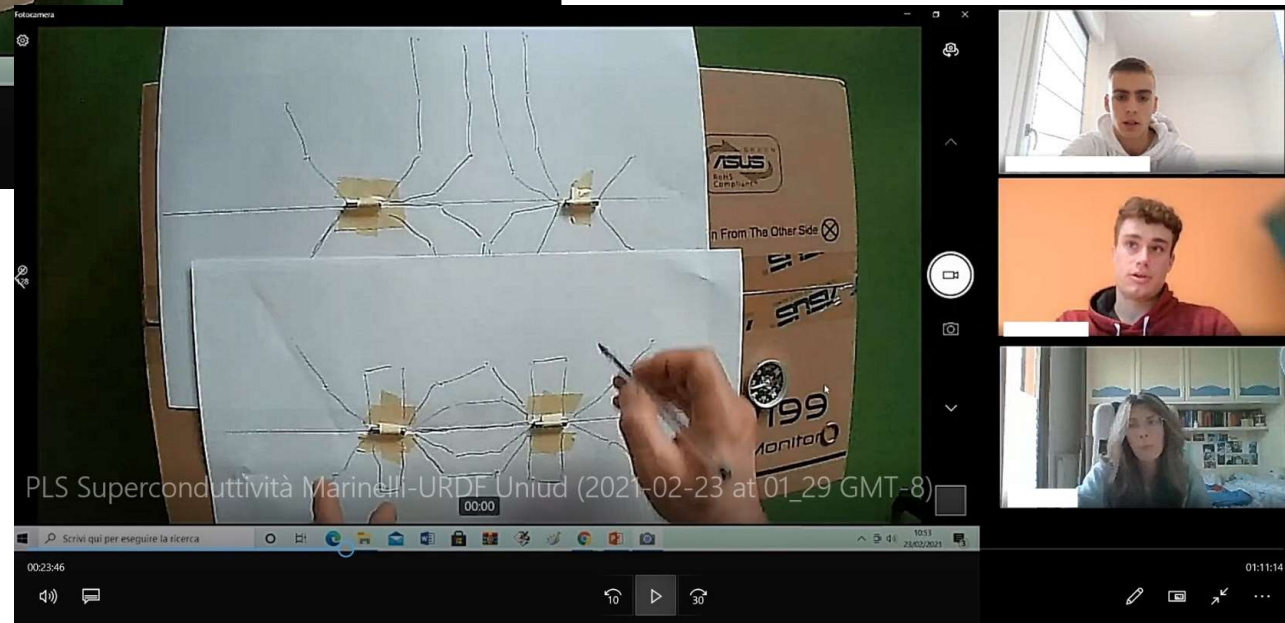 Fotocamera
ASUS
RoHS
Compliant
n From The Other Side
ASUS
199
Monitor
PLS Superconduttività Marinelli-URDF Uniud (2021-02-23 at 01_29 GMT-8)
00:00
Scrivi qui per eseguire la ricerca
10:53
23/02/2021
00:23:46
01:11:14
10
30